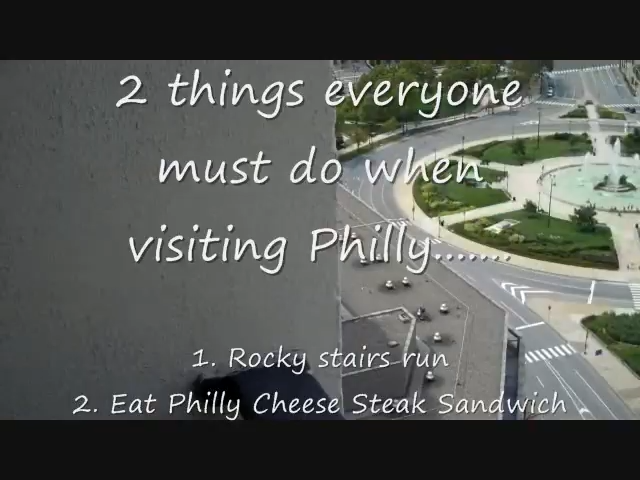 2 things everyone
must do when
visiting Philly.......
1. Rocky stairs run
2. Eat Philly Cheese Steak Sandwich